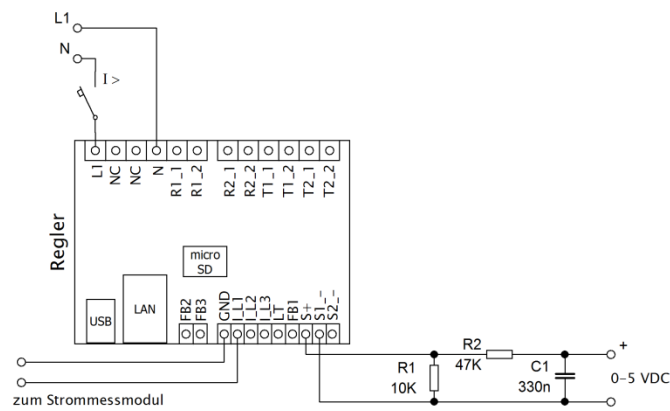 L1
N
I >
L1
NC
NC
N
R1_1
R1_2
R2_1
R2_2
T1_1
T1_2
T2_1
T2_2
Regler
micro
SD
USB
LAN
FB2
FB3
GND
I_L1
I_L2
I_L3
LT
FB1
S+
S1_-
S2_-
zum Strommessmodul
R1
10K
R2
47K
C1
330n
+
0-5 VDC